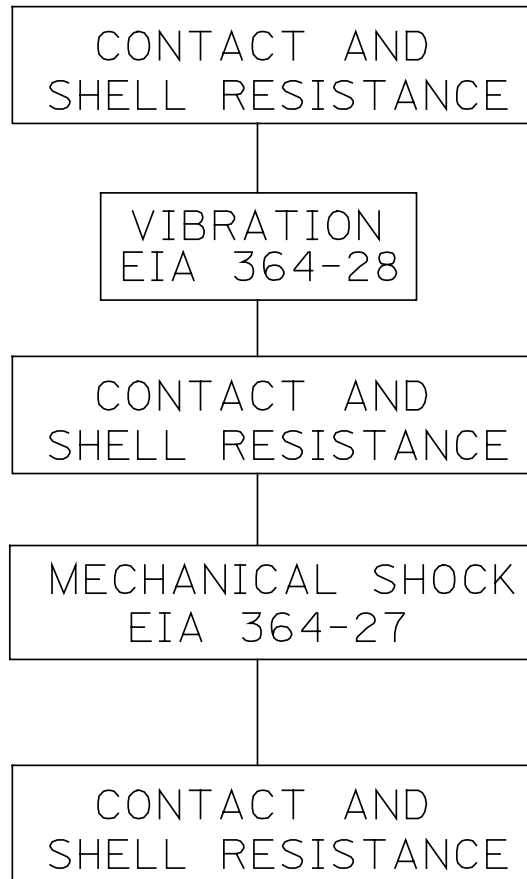 CONTACT AND
SHELL RESISTANCE
VIBRATION
EIA 364-28
CONTACT AND
SHELL RESISTANCE
MECHANICAL SHOCK
EIA 364-27
CONTACT AND
SHELL RESISTANCE